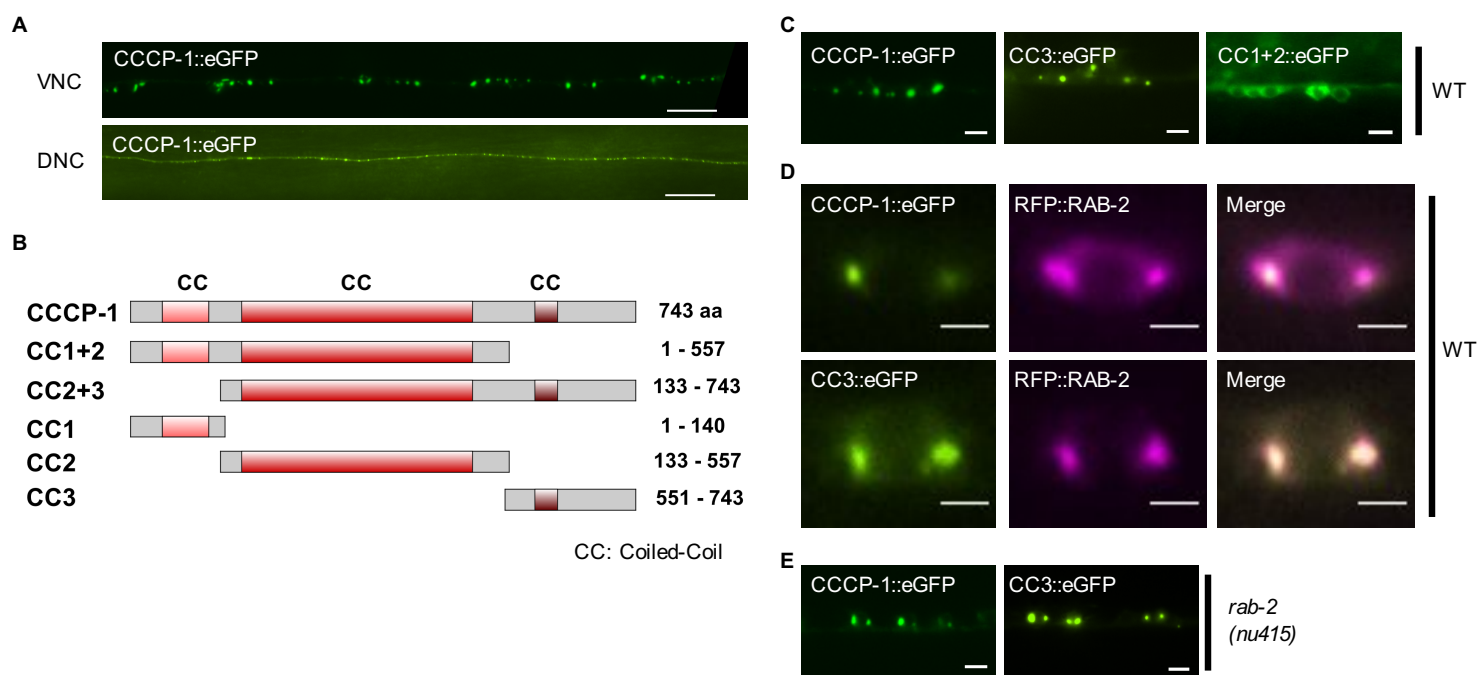 A
CCCP-1::eGFP
VNC
CCCP-1::eGFP
DNC
B
CC CC CC
CCCP-1 743 aa
CC1+2 1 - 557
CC2+3 133 - 743
CC1 1 - 140
CC2 133 - 557
CC3 551 - 743
CC: Coiled-Coil
C
CCCP-1::eGFP CC3::eGFP CC1+2::eGFP
WT
D
CCCP-1::eGFP RFP::RAB-2 Merge
CC3::eGFP RFP::RAB-2 Merge
WT
E
CCCP-1::eGFP CC3::eGFP
rab-2
(nu415)